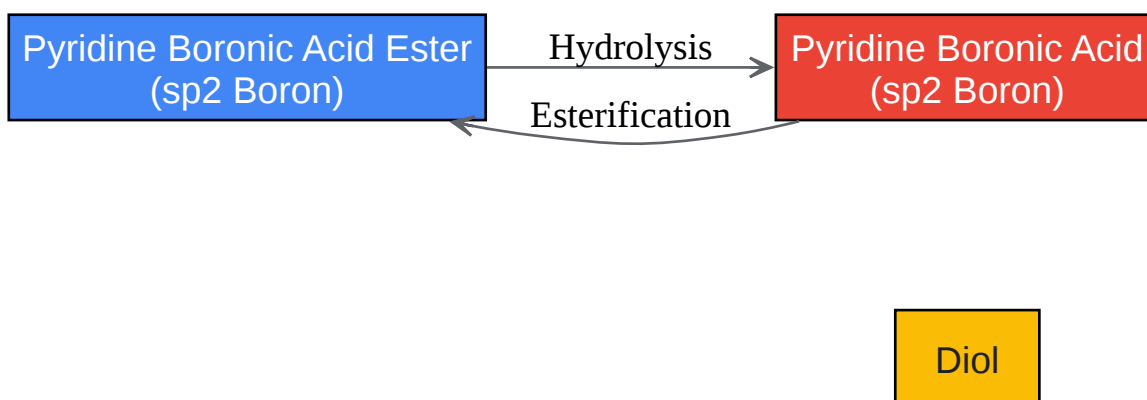 Pyridine Boronic Acid Ester
(sp2 Boron)
Hydrolysis
Esterification
Pyridine Boronic Acid
(sp2 Boron)
Diol